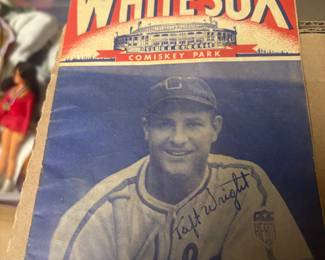 WHITE SOX
COMISKEY PARK
C
Taft Wright